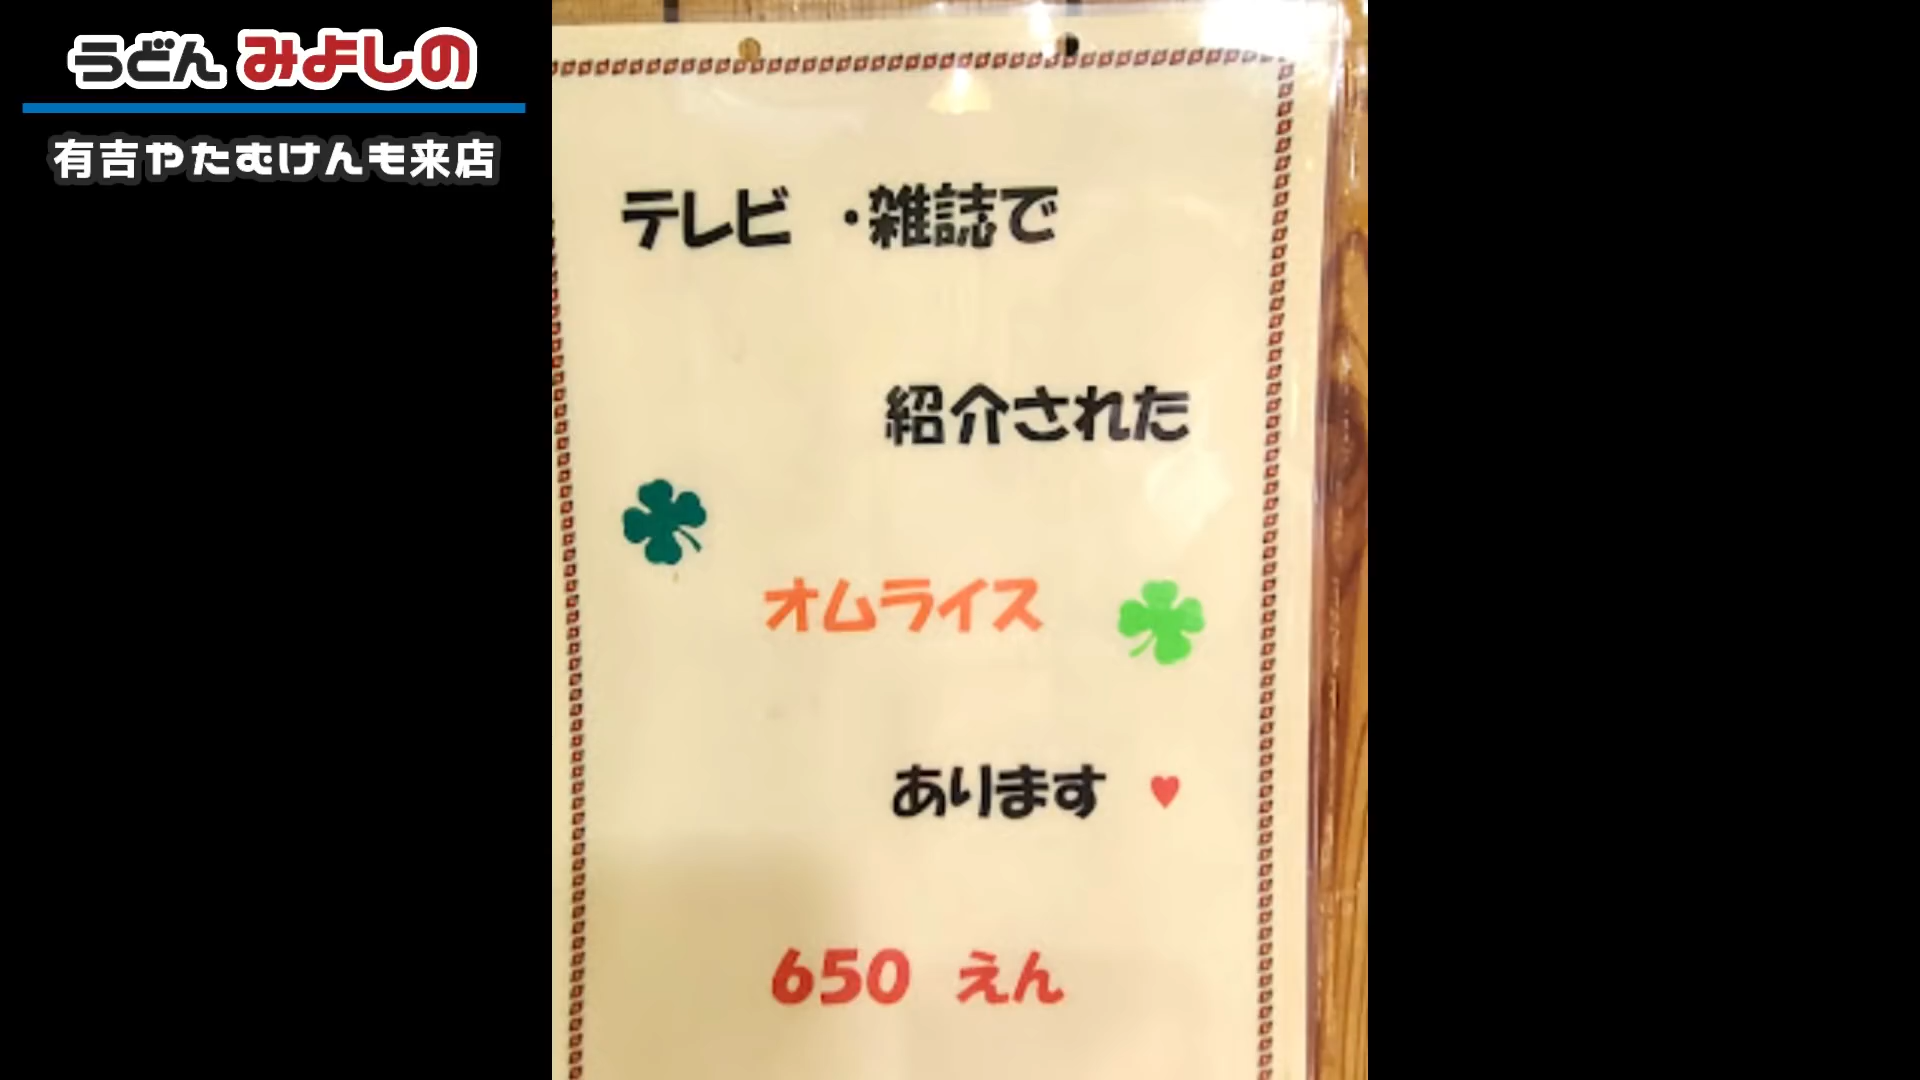 うどん みよしの
有吉やたむけんも来店
テレビ ・雑誌で
紹介された
オムライス
あります ♥
650 えん